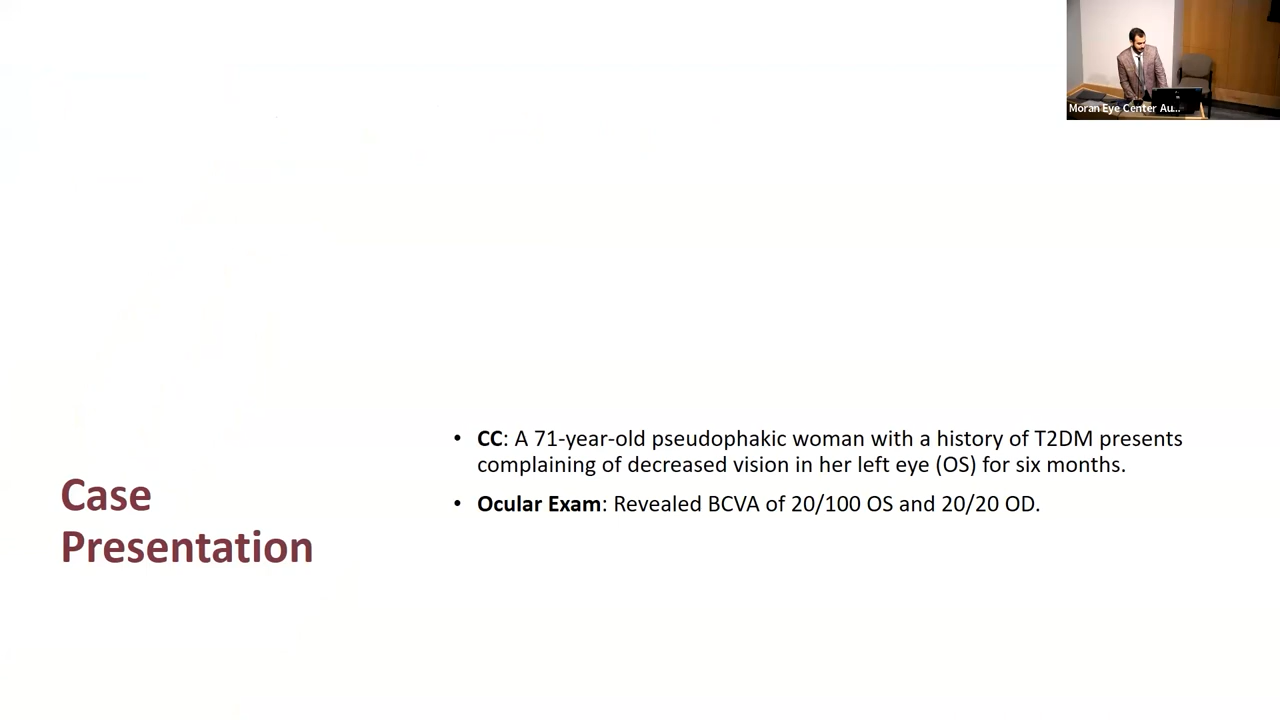 Moran Eye Center Au...
• CC: A 71-year-old pseudophakic woman with a history of T2DM presents
complaining of decreased vision in her left eye (OS) for six months.
• Ocular Exam: Revealed BCVA of 20/100 OS and 20/20 OD.
Case
Presentation